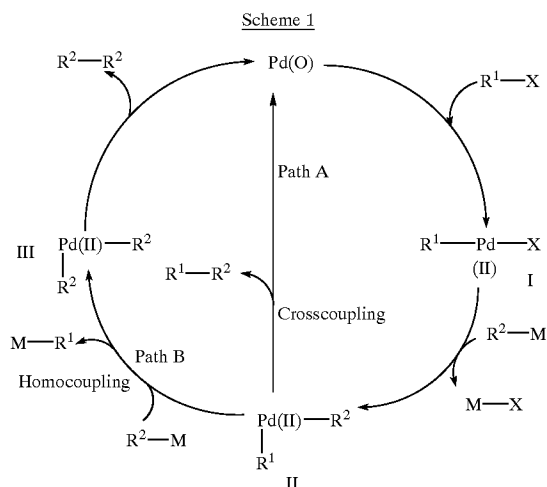 Scheme 1
R²—R²
Pd(O)
R¹—X
Path A
III
Pd(II)—R²
R²
R¹—Pd—X
(II)
I
R¹—R²
Crosscoupling
R²—M
M—R¹
Path B
Homocoupling
M—X
R²—M
Pd(II)—R²
R¹
II